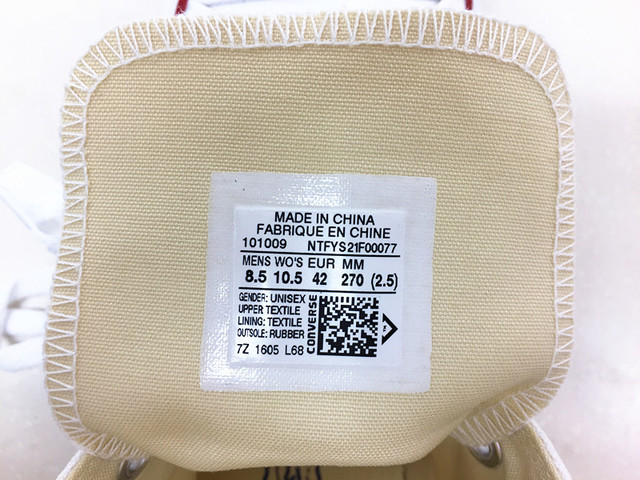 MADE IN CHINA
FABRIQUE EN CHINE
101009 NTFYS21F00077
MENS WO'S EUR MM
8.5 10.5 42 270 (2.5)
GENDER: UNISEX
UPPER TEXTILE
LINING: TEXTILE
OUTSOLE: RUBBER
CONVERSE
7Z 1605 L68